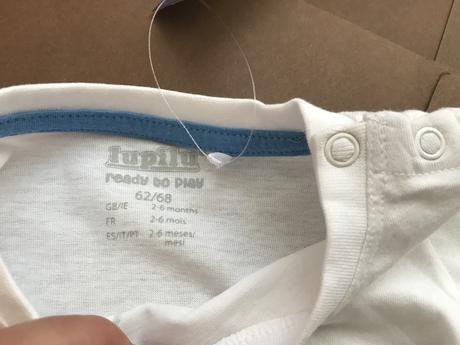 lupilu
ready to play
62/68
GB/IE 2-6 months
FR 2-6 mois
ES/IT/PT 2-6 meses/
mesi